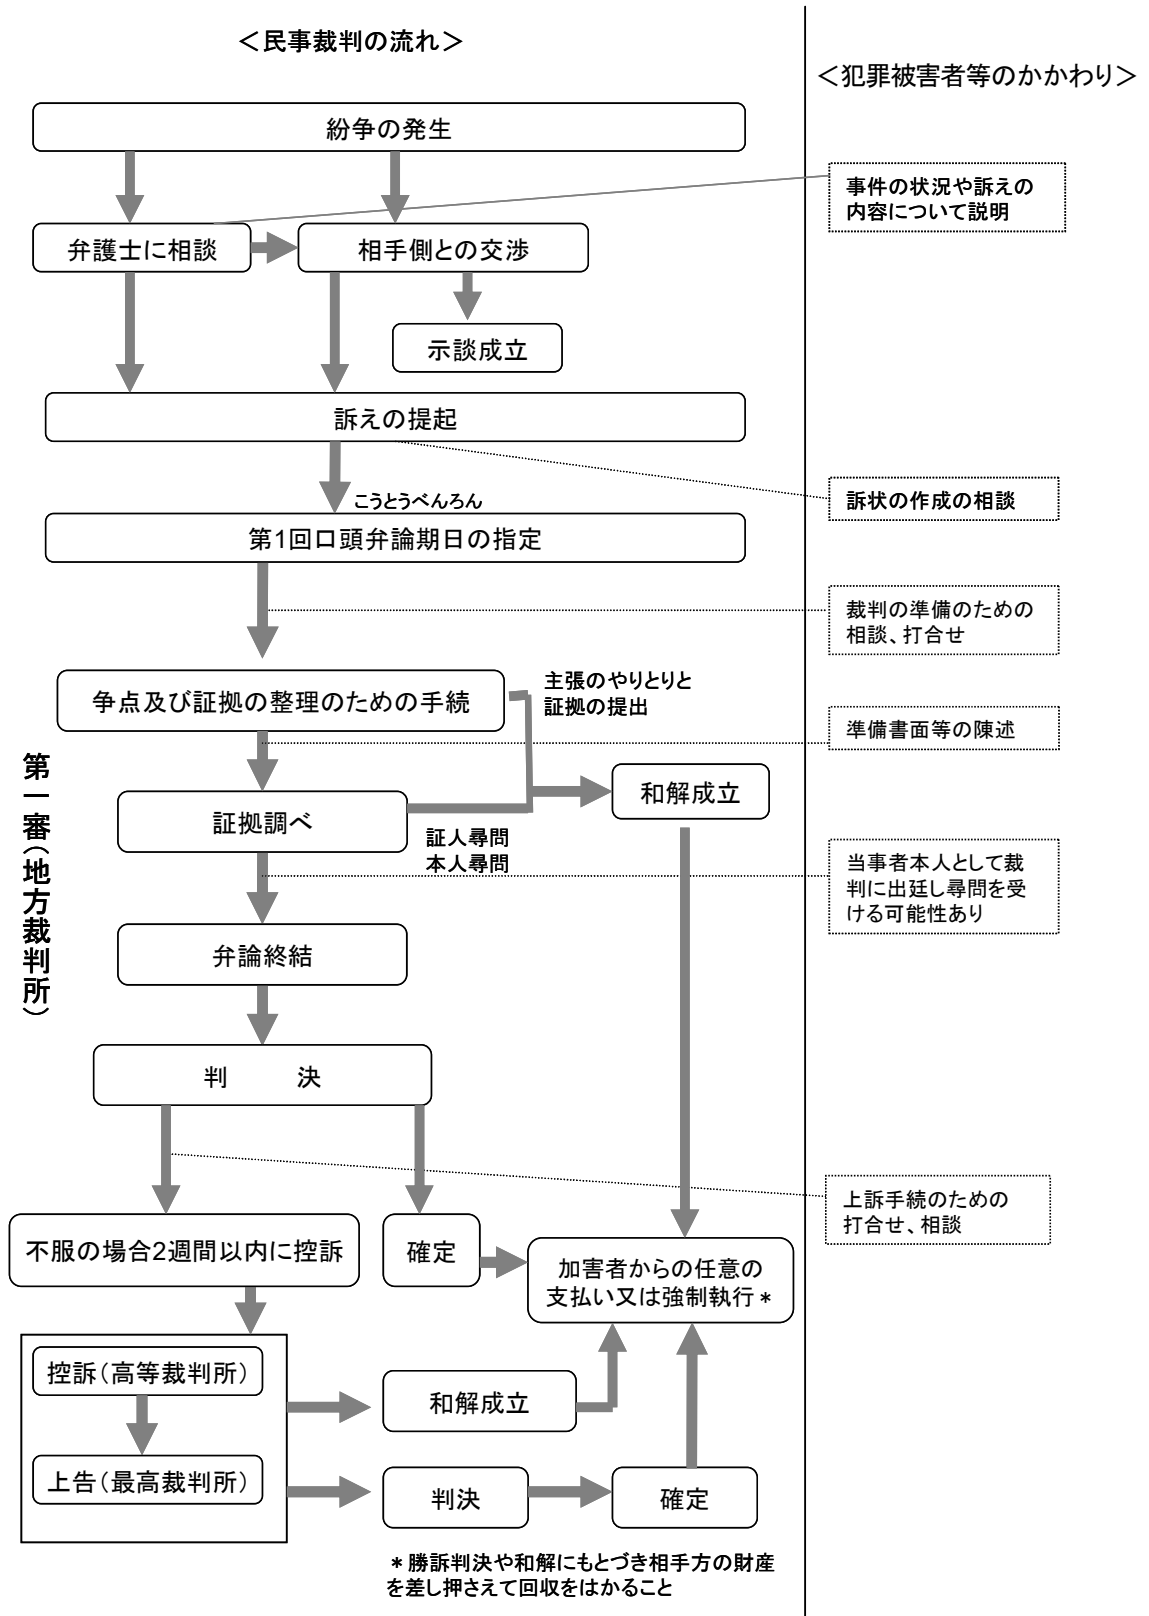 ＜民事裁判の流れ＞
＜犯罪被害者等のかかわり＞
紛争の発生
事件の状況や訴えの
内容について説明
弁護士に相談
相手側との交渉
示談成立
訴えの提起
訴状の作成の相談
こうとうべんろん
第1回口頭弁論期日の指定
裁判の準備のための
相談、打合せ
争点及び証拠の整理のための手続
主張のやりとりと
証拠の提出
準備書面等の陳述
第一審（地方裁判所）
証拠調べ
和解成立
証人尋問
本人尋問
当事者本人として裁
判に出廷し尋問を受
ける可能性あり
弁論終結
判　決
上訴手続のための
打合せ、相談
不服の場合2週間以内に控訴
確定
加害者からの任意の
支払い又は強制執行＊
控訴（高等裁判所）
和解成立
上告（最高裁判所）
判決
確定
＊勝訴判決や和解にもとづき相手方の財産
を差し押さえて回収をはかること